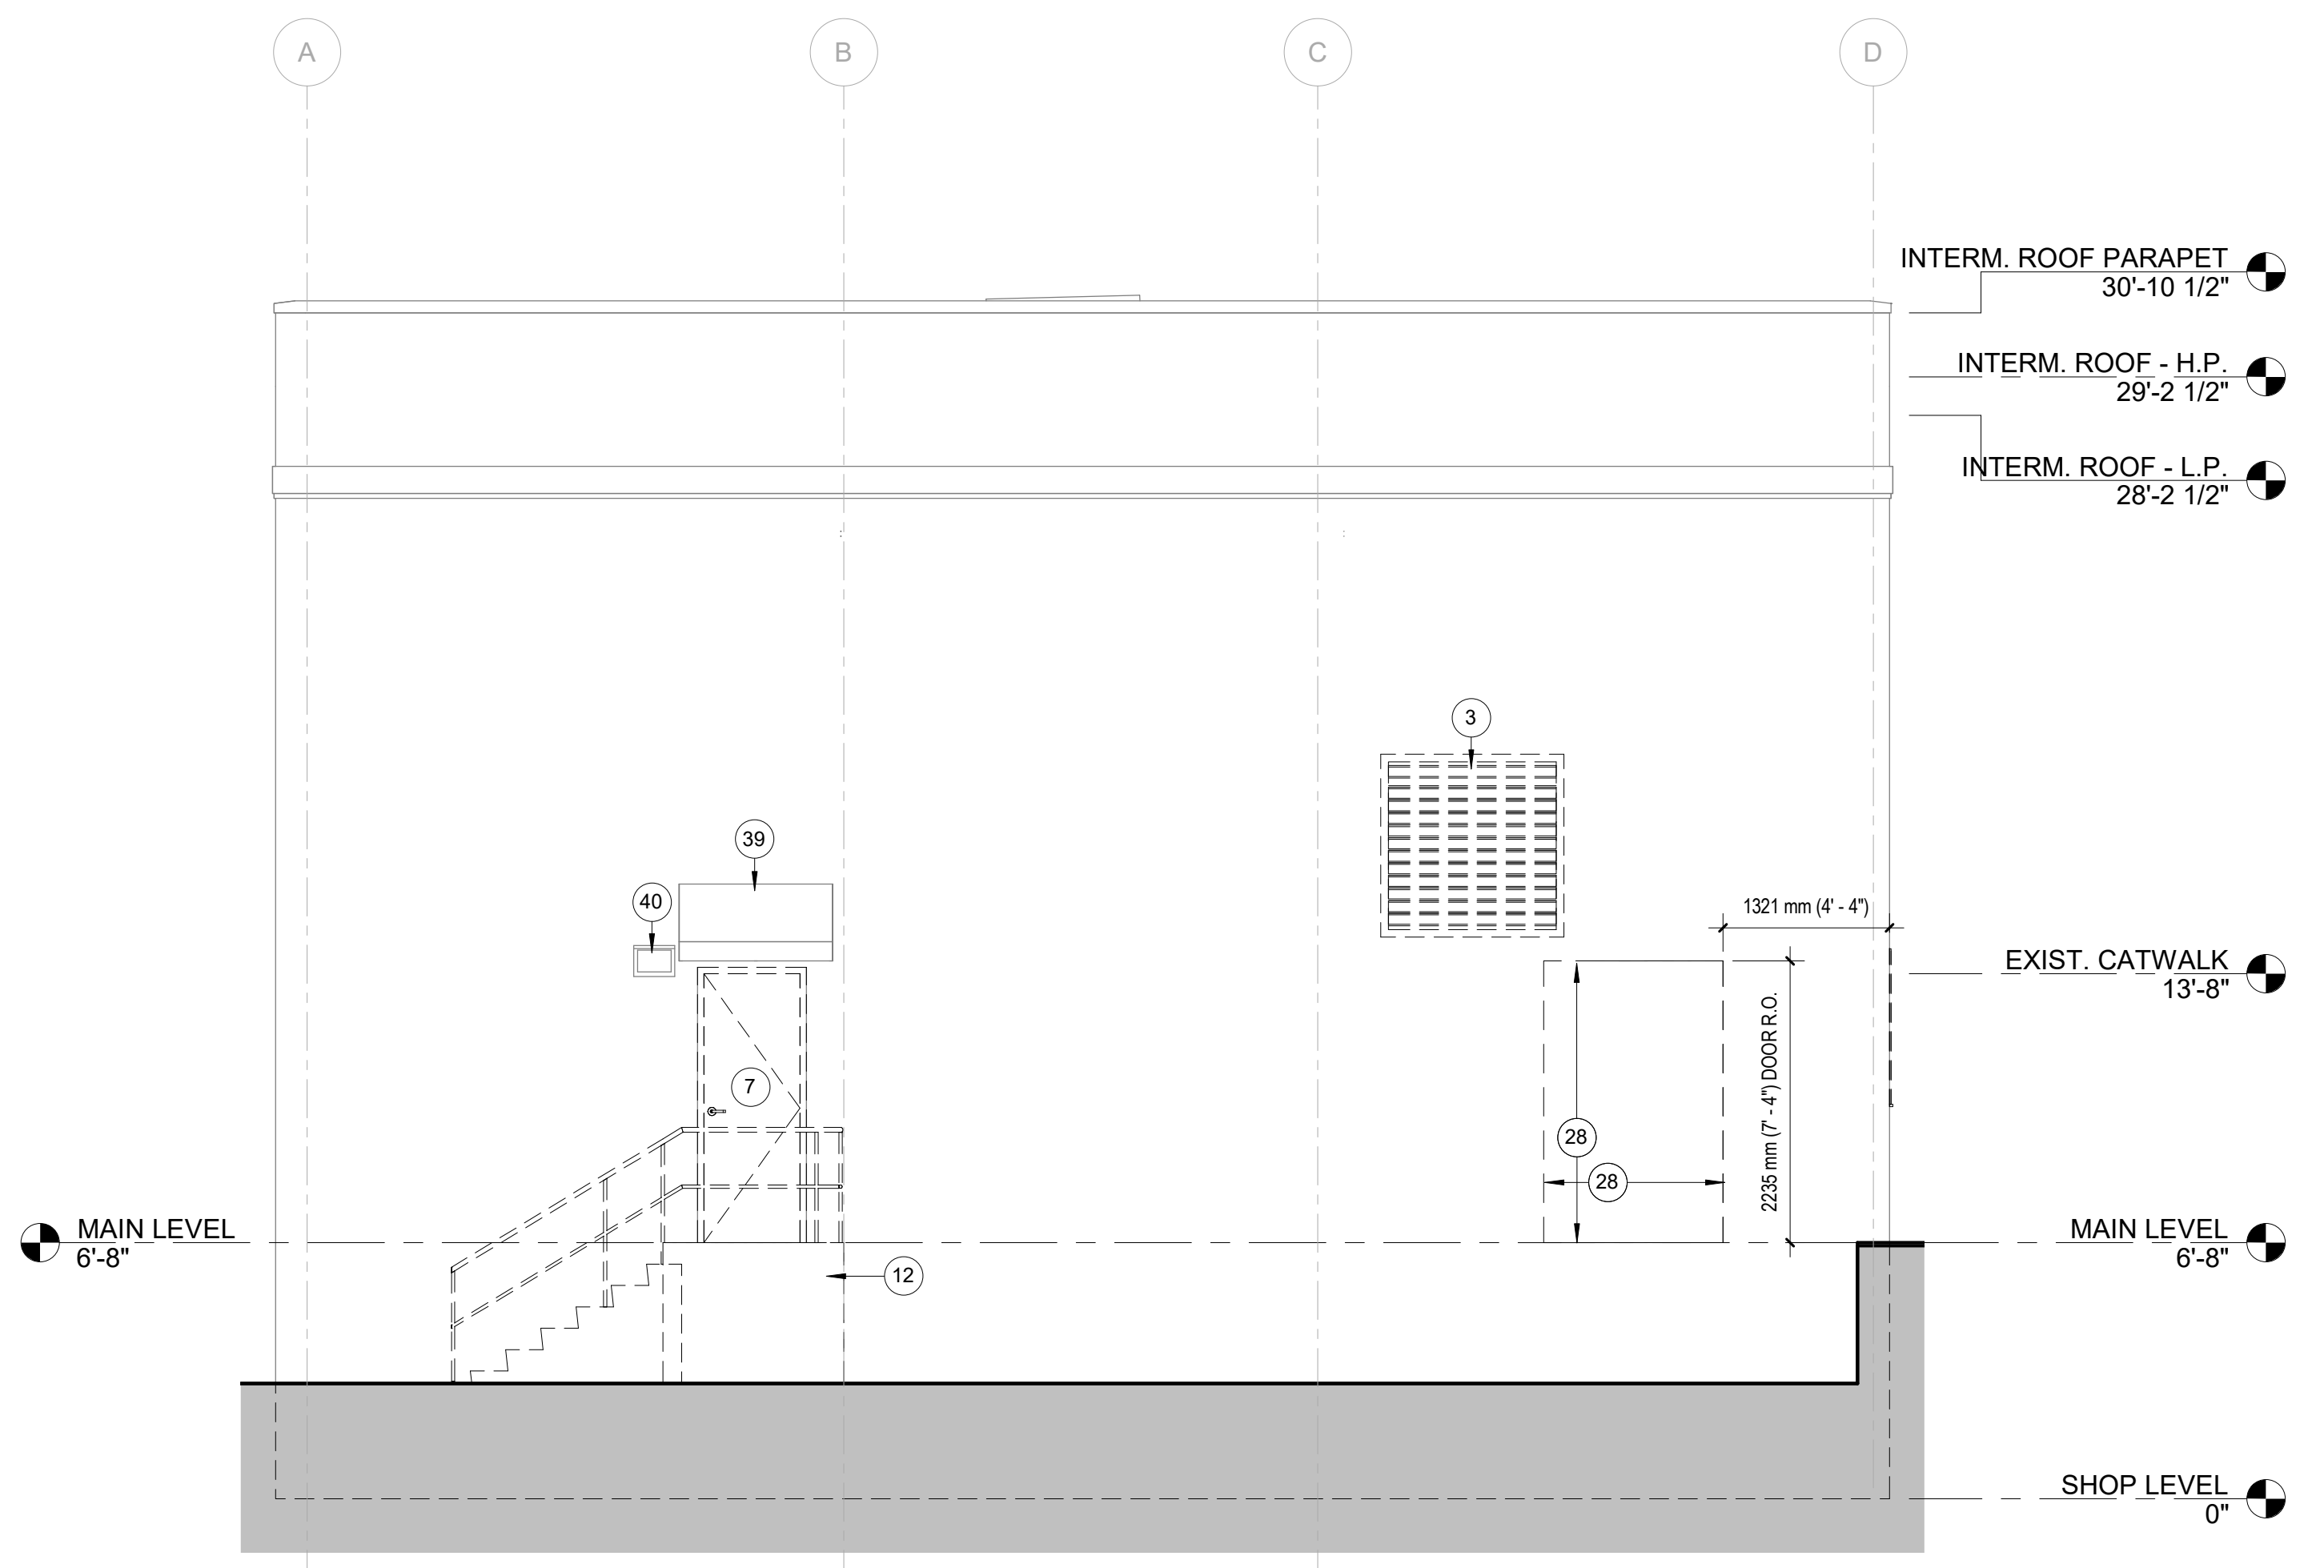 A
B
C
D
INTERM. ROOF PARAPET
30'-10 1/2"
INTERM. ROOF - H.P.
29'-2 1/2"
INTERM. ROOF - L.P.
28'-2 1/2"
3
39
40
1321 mm (4' - 4")
EXIST. CATWALK
13'-8"
2235 mm (7' - 4") DOOR R.O.
7
28
28
MAIN LEVEL
6'-8"
MAIN LEVEL
6'-8"
12
SHOP LEVEL
0"